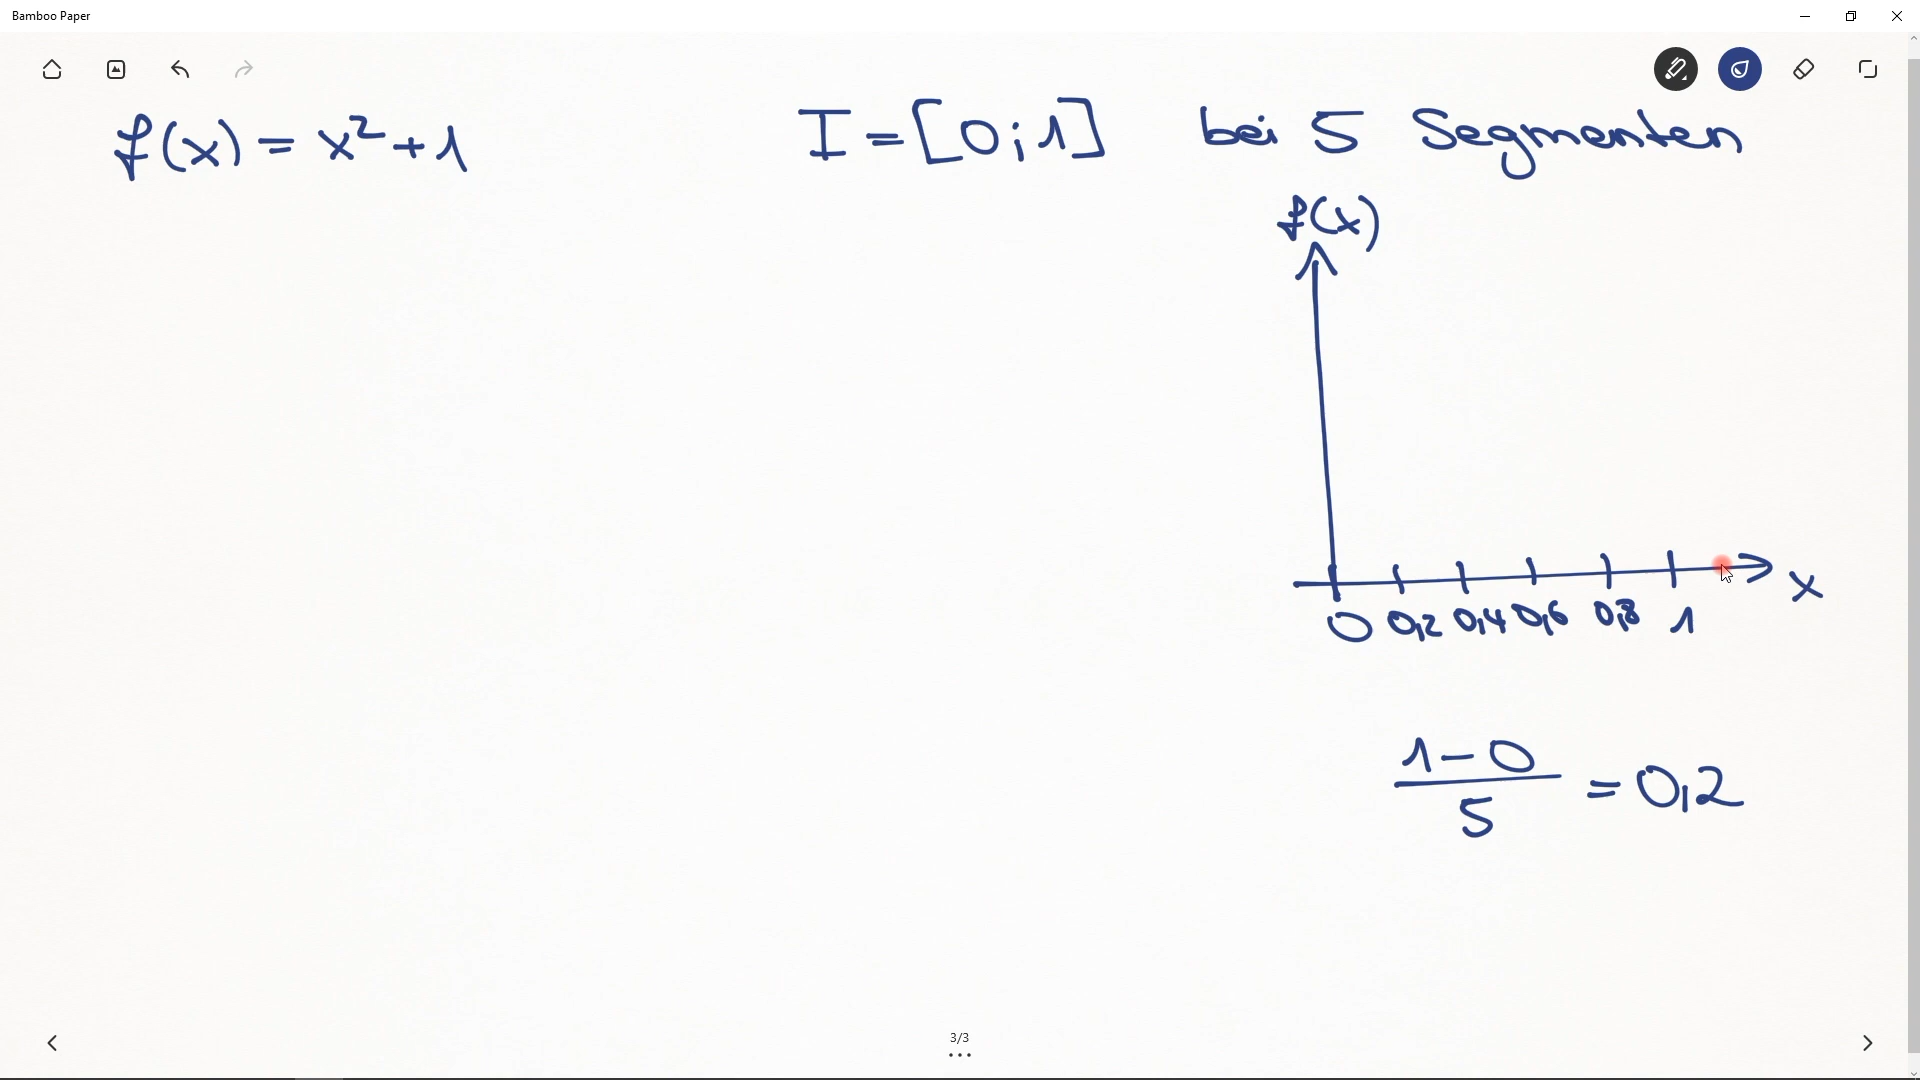 Bamboo Paper
f(x) = x²+1 I = [0;1] bei 5 Segmenten
f(x)
x
0 0,2 0,4 0,6 0,8 1
1-0
5
= 0,2
3/3